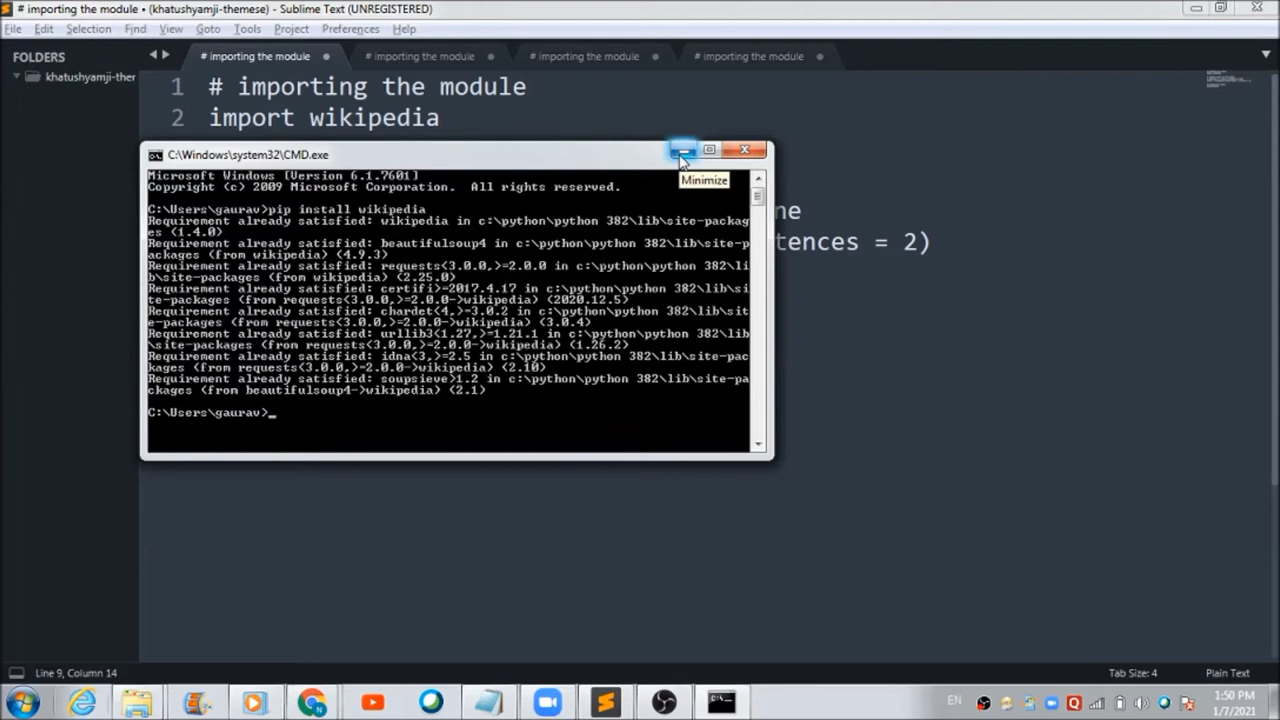 # importing the module • (khatushyamji-themese) - Sublime Text (UNREGISTERED)
File Edit Selection Find View Goto Tools Project Preferences Help
FOLDERS
khatushyamji-ther
# importing the module
# importing the module
# importing the module
# importing the module
1 # importing the module
2 import wikipedia
ne
tences = 2)
C:\Windows\system32\CMD.exe
Minimize
Microsoft Windows [Version 6.1.7601]
Copyright (c) 2009 Microsoft Corporation. All rights reserved.
C:\Users\gaurav>pip install wikipedia
Requirement already satisfied: wikipedia in c:\python\python 382\lib\site-packag
es (1.4.0)
Requirement already satisfied: beautifulsoup4 in c:\python\python 382\lib\site-p
ackages (from wikipedia) (4.9.3)
Requirement already satisfied: requests<3.0.0,>=2.0.0 in c:\python\python 382\li
b\site-packages (from wikipedia) (2.25.0)
Requirement already satisfied: certifi>=2017.4.17 in c:\python\python 382\lib\si
te-packages (from requests<3.0.0,>=2.0.0->wikipedia) (2020.12.5)
Requirement already satisfied: chardet<4,>=3.0.2 in c:\python\python 382\lib\sit
e-packages (from requests<3.0.0,>=2.0.0->wikipedia) (3.0.4)
Requirement already satisfied: urllib3<1.27,>=1.21.1 in c:\python\python 382\lib
\site-packages (from requests<3.0.0,>=2.0.0->wikipedia) (1.26.2)
Requirement already satisfied: idna<3,>=2.5 in c:\python\python 382\lib\site-pac
kages (from requests<3.0.0,>=2.0.0->wikipedia) (2.10)
Requirement already satisfied: soupsieve>1.2 in c:\python\python 382\lib\site-pa
ckages (from beautifulsoup4->wikipedia) (2.1)
C:\Users\gaurav>_
Line 9, Column 14
Tab Size: 4
Plain Text
EN
1:50 PM
1/7/2021